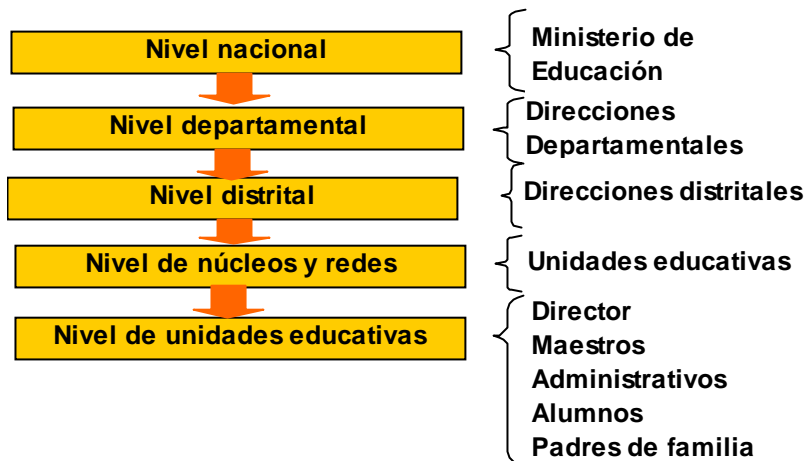 Nivel nacional
Ministerio de
Educación
Nivel departamental
Direcciones
Departamentales
Nivel distrital
Direcciones distritales
Nivel de núcleos y redes
Unidades educativas
Nivel de unidades educativas
Director
Maestros
Administrativos
Alumnos
Padres de familia